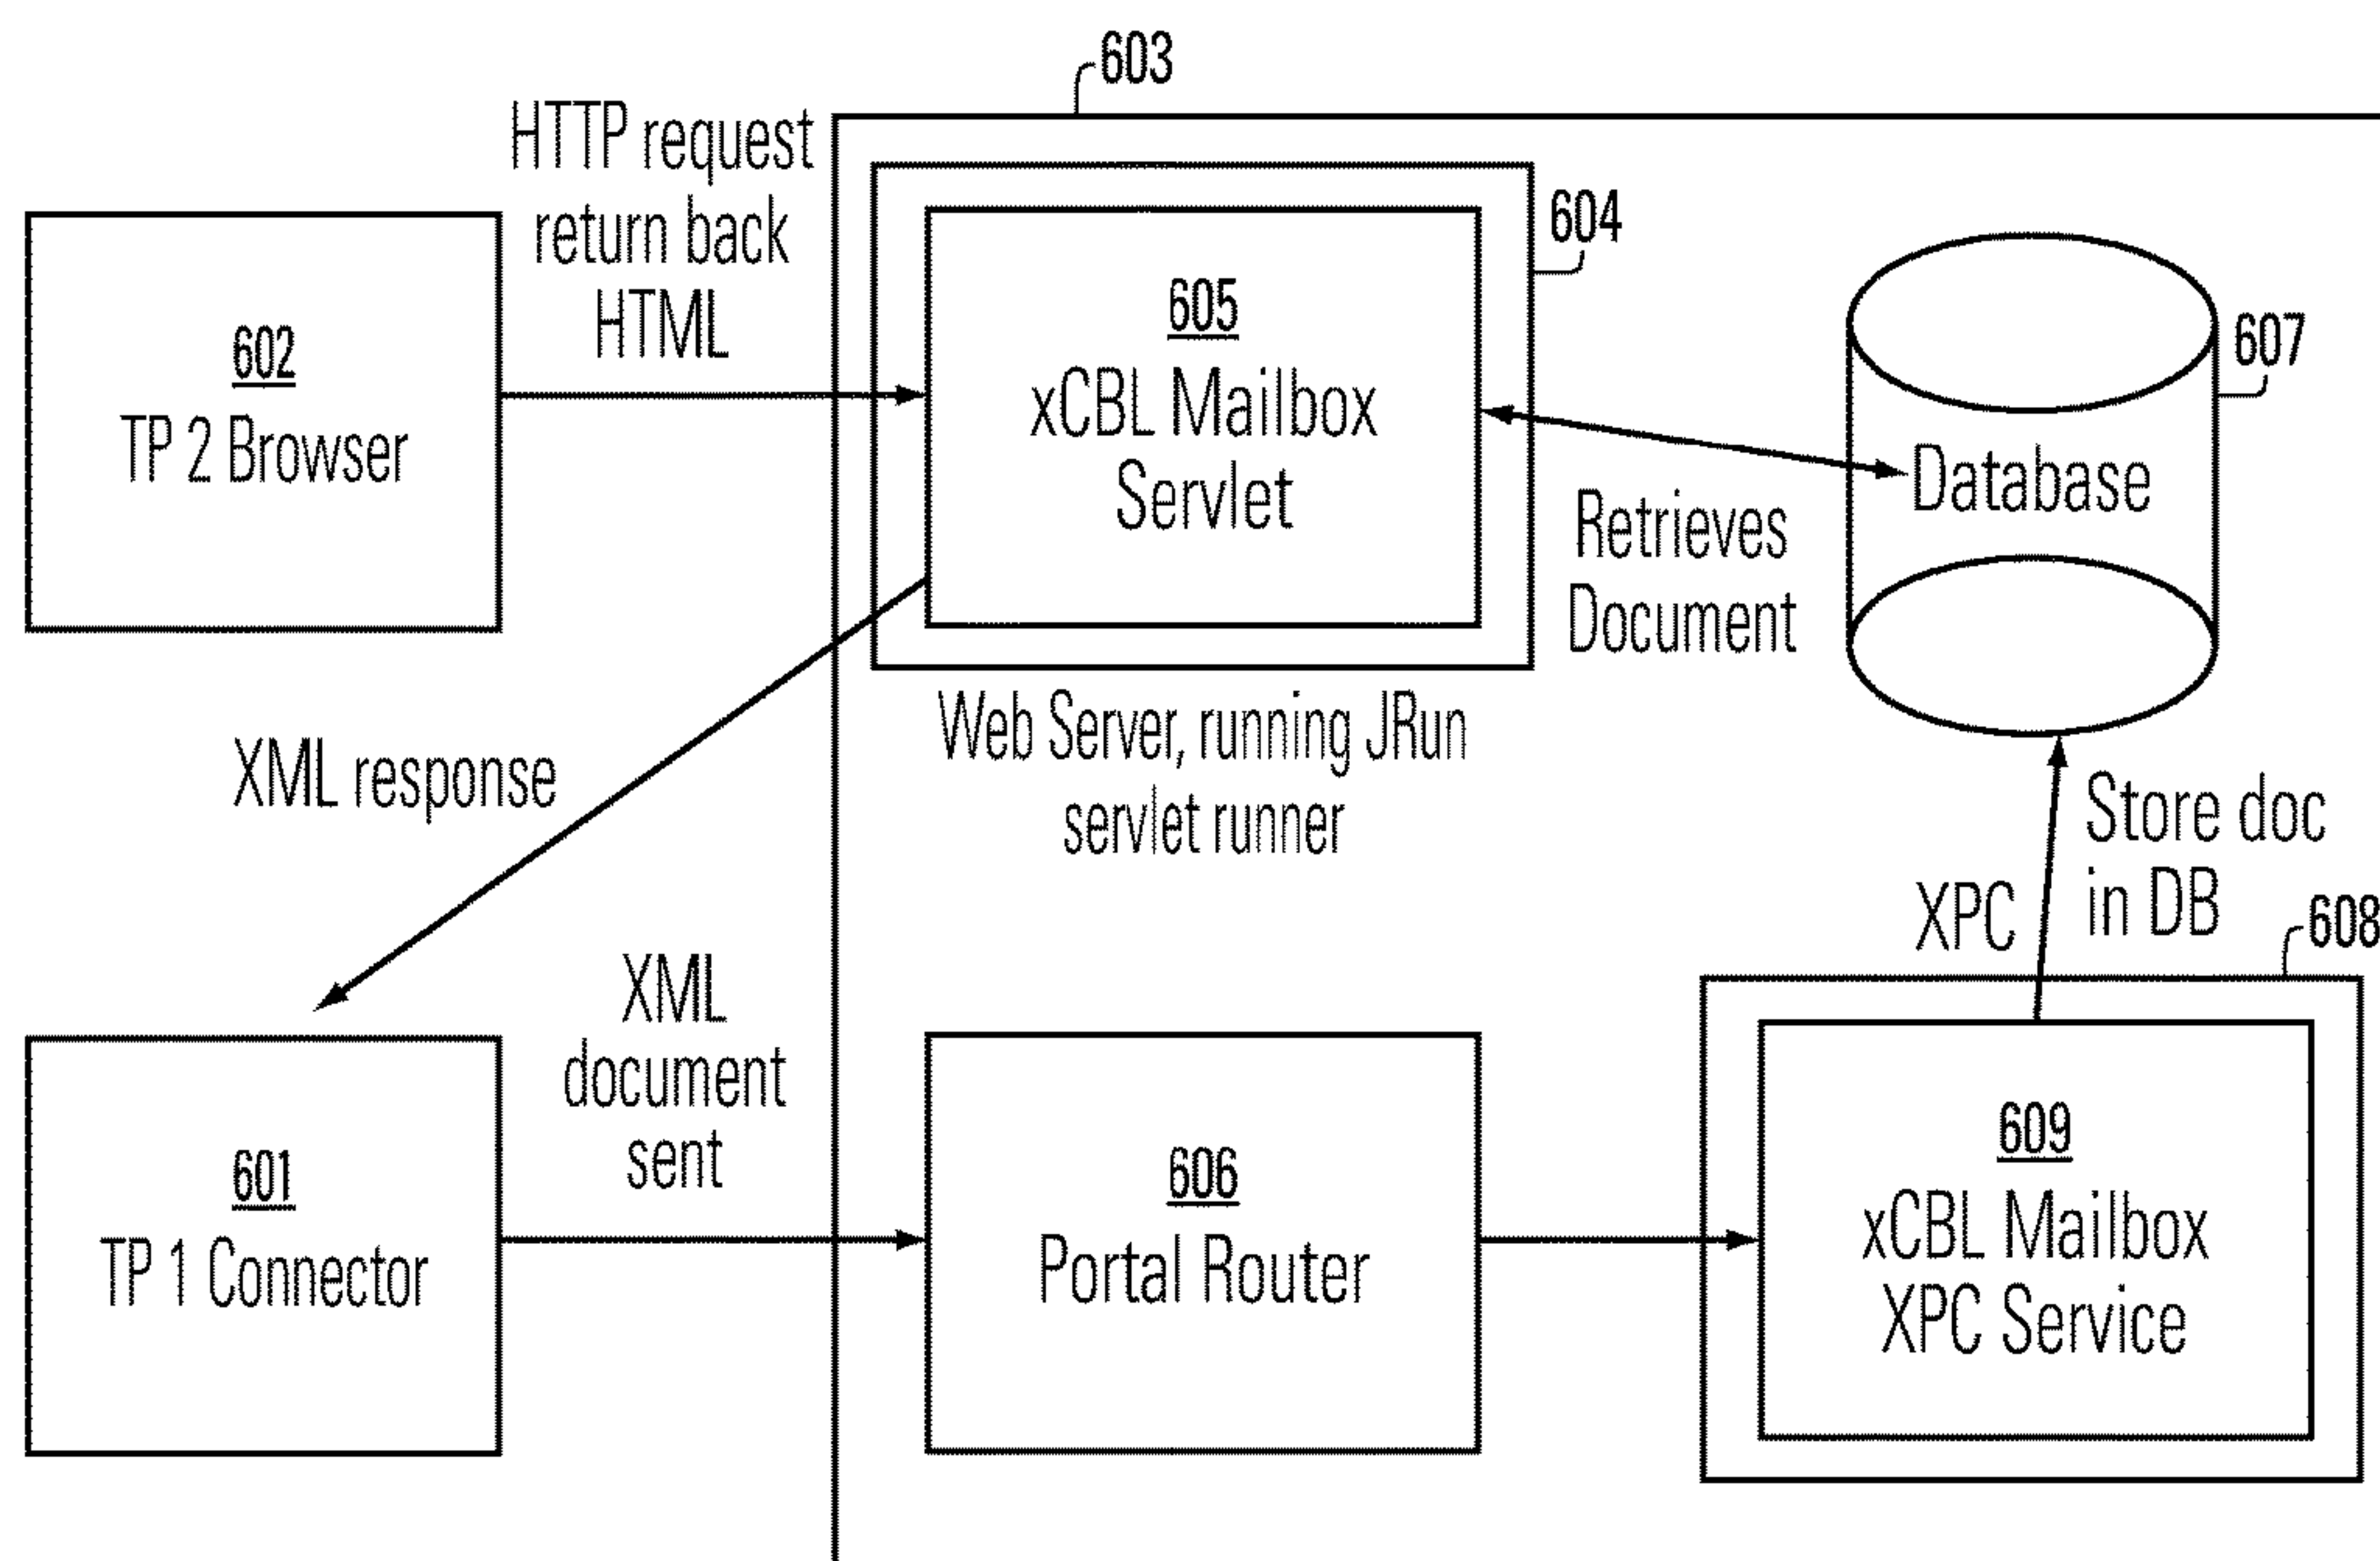 603
HTTP request
return back
HTML
604
602
TP 2 Browser
605
xCBL Mailbox
Servlet
607
Database
Retrieves
Document
Web Server, running JRun
servlet runner
XML response
Store doc
in DB
XPC
608
XML
document
sent
601
TP 1 Connector
606
Portal Router
609
xCBL Mailbox
XPC Service